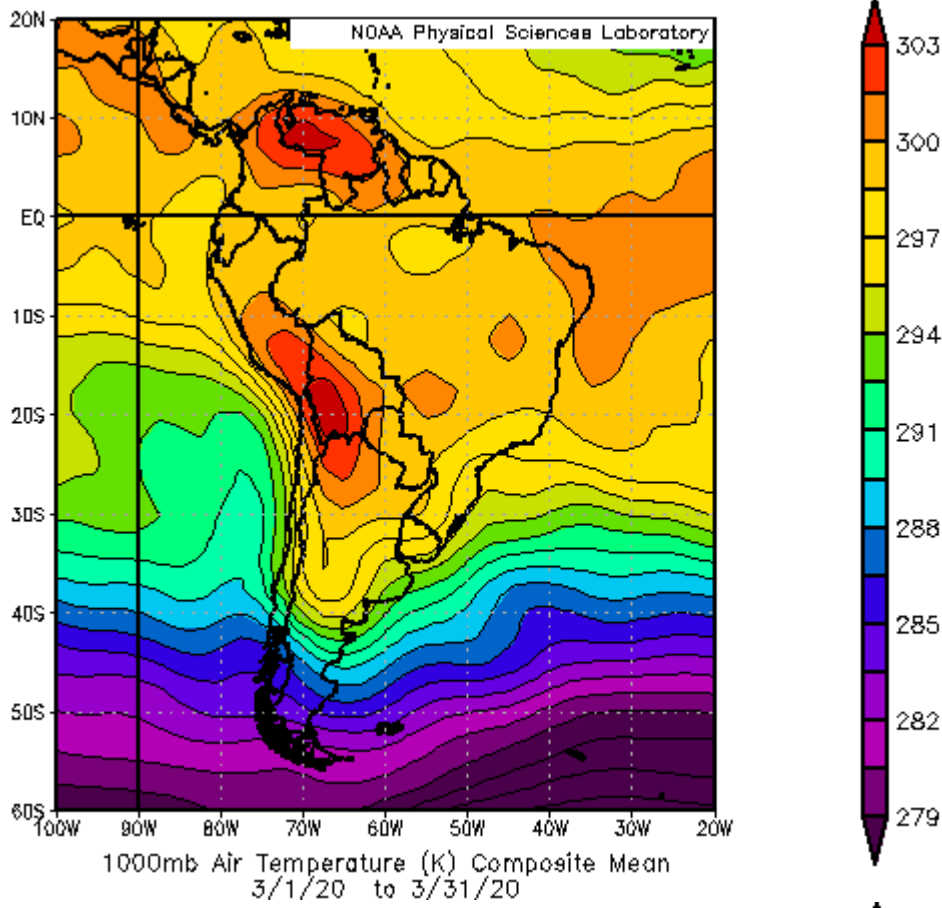 NOAA Physical Sciences Laboratory
20N
10N
EQ
10S
20S
30S
40S
50S
60S
100W 90W 80W 70W 60W 50W 40W 30W 20W
303
300
297
294
291
288
285
282
279
1000mb Air Temperature (K) Composite Mean
3/1/20 to 3/31/20